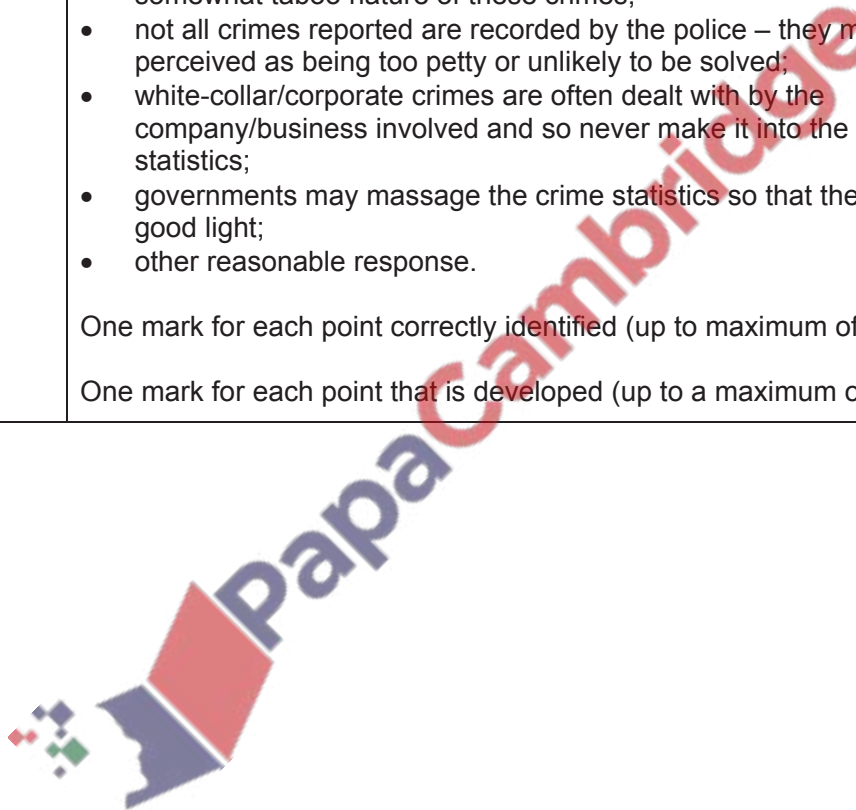 somewhat taboo nature of these crimes;
• not all crimes reported are recorded by the police – they m
perceived as being too petty or unlikely to be solved;
• white-collar/corporate crimes are often dealt with by the
company/business involved and so never make it into the
statistics;
• governments may massage the crime statistics so that the
good light;
• other reasonable response.
One mark for each point correctly identified (up to maximum of
One mark for each point that is developed (up to a maximum o
PapaCambridge